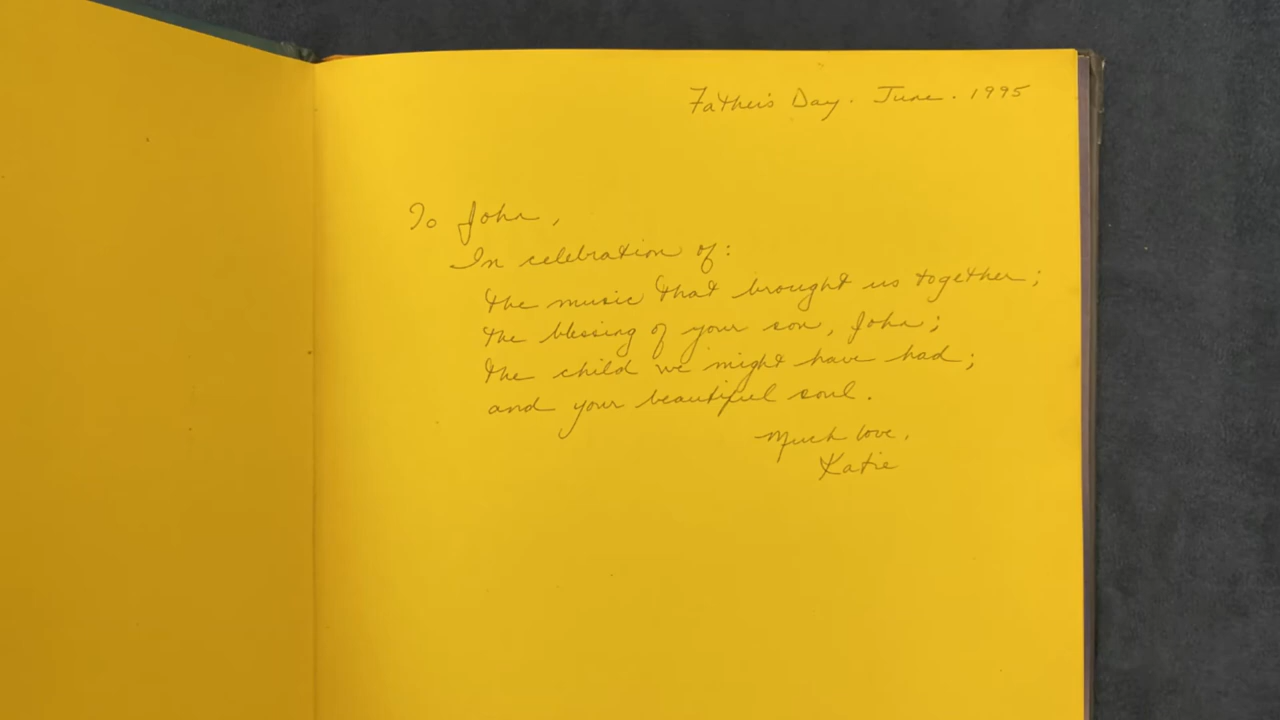 Father's Day. June. 1995
To John,
In celebration of:
the music that brought us together;
the blessing of your son, John;
the child we might have had;
and your beautiful soul.
Much love,
Katie